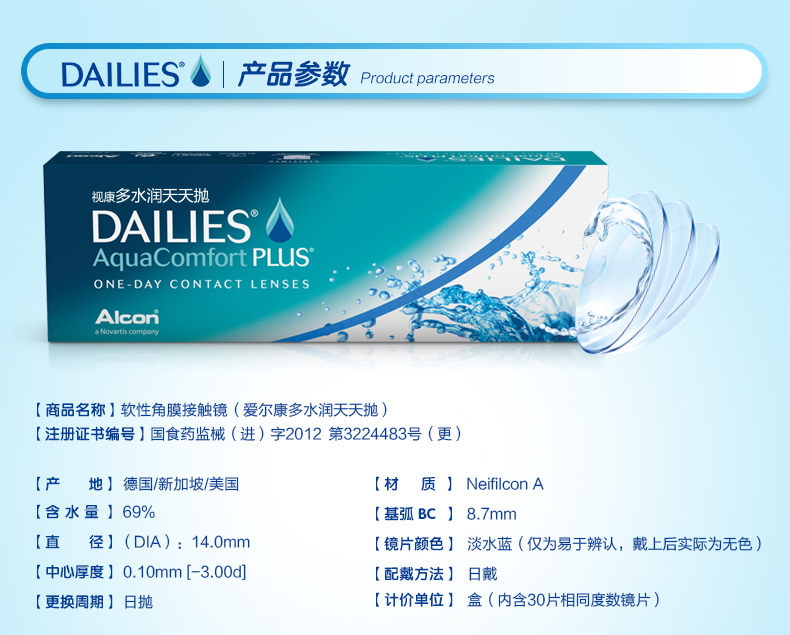 DAILIES® 产品参数 Product parameters
Alcon
DAILIES
视康多水润天天抛
DAILIES®
AquaComfort PLUS®
ONE-DAY CONTACT LENSES
Alcon®
a Novartis company
【商品名称】软性角膜接触镜（爱尔康多水润天天抛）
【注册证书编号】国食药监械（进）字2012 第3224483号（更）
【产 地】德国/新加坡/美国
【材 质】Neifilcon A
【含水量】69%
【基弧 BC】8.7mm
【直 径】（DIA）：14.0mm
【镜片颜色】淡水蓝（仅为易于辨认，戴上后实际为无色）
【中心厚度】0.10mm [-3.00d]
【配戴方法】日戴
【更换周期】日抛
【计价单位】盒（内含30片相同度数镜片）